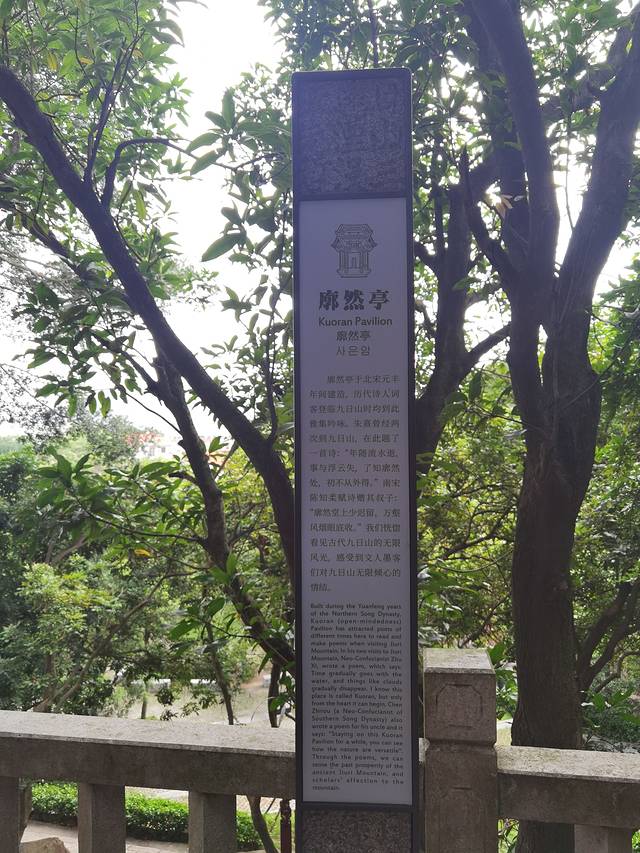 廓然亭
Kuoran Pavilion
廓然亭
사은암
廓然亭于北宋元丰
年间建造，历代诗人词
客登临九日山时均到此
雅集吟咏。朱熹曾经两
次到九日山，在此题了
一首诗：“年随流水逝，
事与浮云失，了知廓然
处，初不从外得。”南宋
陈知柔赋诗赠其叔子：
“廓然堂上少迟留，万壑
风烟眼底收。”我们恍惚
看见古代九日山的无限
风光，感受到文人墨客
们对九日山无限倾心的
情结。
Built during the Yuanfeng years
of the Northern Song Dynasty,
Kuoran (open-mindedness)
Pavilion has attracted poets of
different times here to read and
make poems when visiting Jiuri
Mountain. In his two visits to Jiuri
Mountain, Neo-Confucianist Zhu
Xi, wrote a poem, which says:
Time gradually goes with the
water, and things like clouds
gradually disappear. I know this
place is called Kuoran, but only
from the heart it can begin. Chen
Zhirou (a Neo-Confucianist of
Southern Song Dynasty) also
wrote a poem for his uncle and it
says: "Staying on this Kuoran
Pavilion for a while, you can see
how the nature are versatile".
Through the poems, we can
sense the past prosperity of the
ancient Jiuri Mountain, and
scholars' affection to the
mountain.